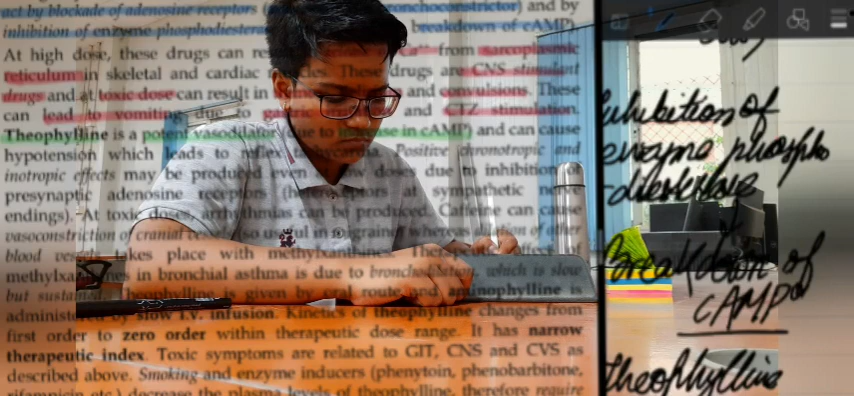 act by blockade of adenosine receptors (bronchoconstrictor) and by
inhibition of enzyme phosphodiesterase breakdown of cAMP).
At high dose, these drugs can from sarcoplasmic
reticulum in skeletal and cardiac These drugs are CNS stimulant
drugs and at toxic dose can result in and convulsions. These
can lead to vomiting due to gastric and CTZ stimulation.
Theophylline is a potent vasodilator (due to increase in cAMP) and can cause
hypotension which leads to reflex tachycardia. Positive chronotropic and
inotropic effects may be produced even low doses due to inhibition of
presynaptic adenosine receptors (heteroreceptors at sympathetic
endings). At toxic doses, arrhythmias can be produced. Caffeine can cause
vasoconstriction of cranial vessels (so useful in migraine) whereas of other
blood takes place with methylxanthines. Therapeutic effect of
methylxanthines in bronchial asthma is due to bronchodilation, which is slow
but sustained. Theophylline is given by oral route and aminophylline is
administered by slow i.v. infusion. Kinetics of theophylline changes from
first order to zero order within therapeutic dose range. It has narrow
therapeutic index. Toxic symptoms are related to GIT, CNS and CVS as
described above. Smoking and enzyme inducers (phenytoin, phenobarbitone,
rifampicin etc.) decrease the plasma levels of theophylline, therefore require
inhibition of
enzyme phospho
-diesterase
↓
breakdown of
cAMP
theophylline